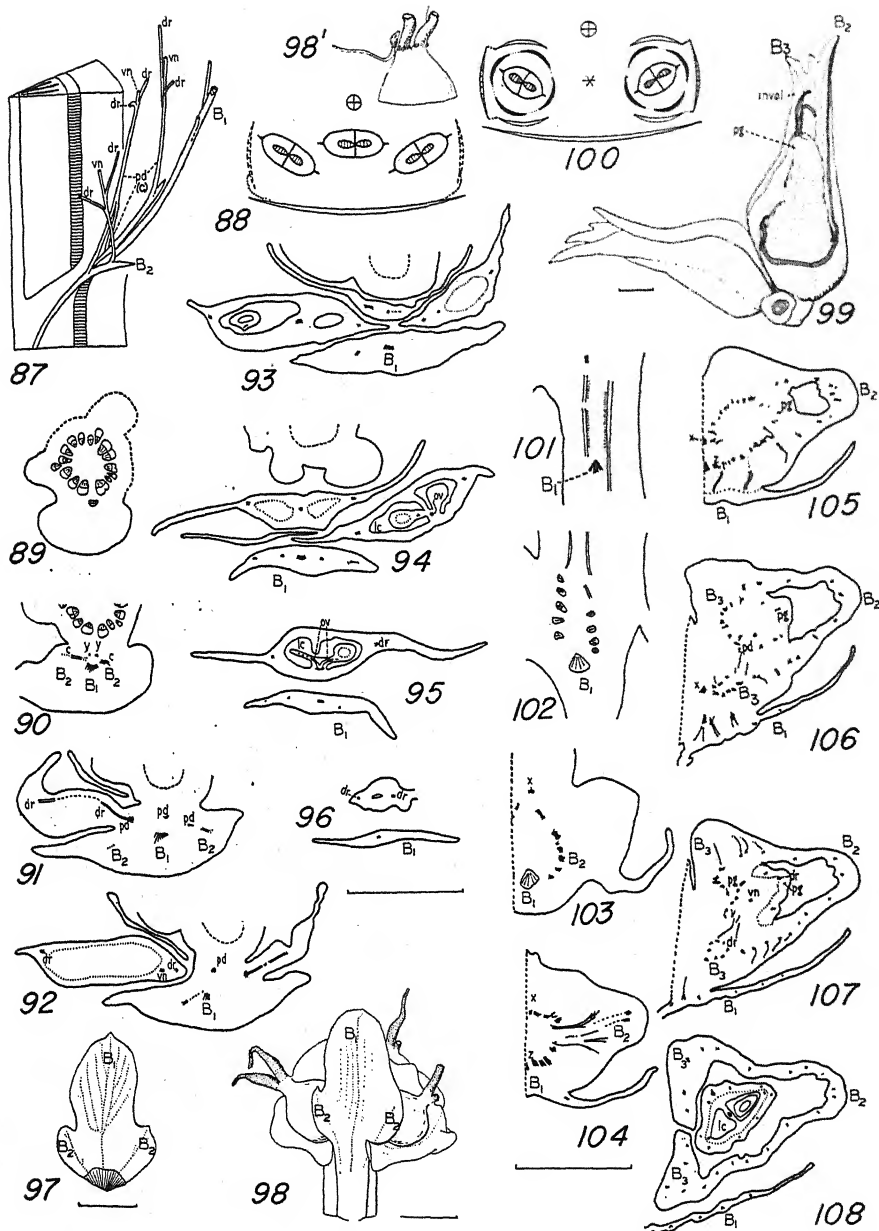 dr
vn
dr
vn
dr
dr
B1
dr
vn
pd
(c)
dr
B2
87
98'
88
100
B2
B3
invol
pg
99
93
B1
89
94
lc
pv
B1
101
B1
105
pg
B2
x
B1
90
y y
c c
B2 B1 B2
95
lc
pv
dr
B1
102
B1
106
B3
y
pg
B2
pd
x
B3
B1
91
dr
dr
pd
pg
pd
B2
B1
B2
96
dr dr
B1
103
x
B2
B1
107
B3
B2
pg
dr
vn
pg
y
dr
B3
B1
92
dr
dr
vn
pd
B1
97
B1
B2 B2
98
B1
B2 B2
104
x
B2
B1
108
B3
B2
lc
B3
B1